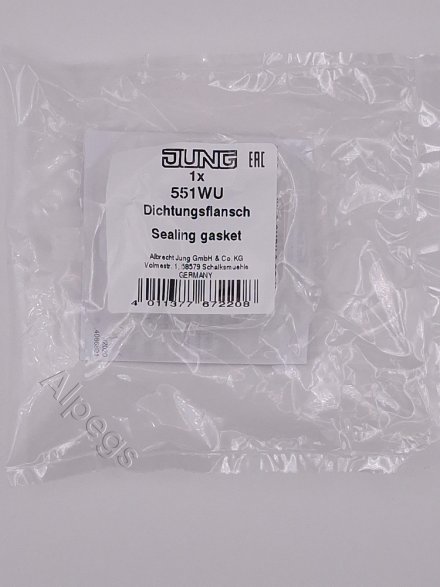 JUNG EAC
1x
551WU
Dichtungsflansch
Sealing gasket
Albrecht Jung GmbH & Co. KG
Volmestr. 1, 58579 Schalksmuehle
GERMANY
4 011377 672208
Alpegs